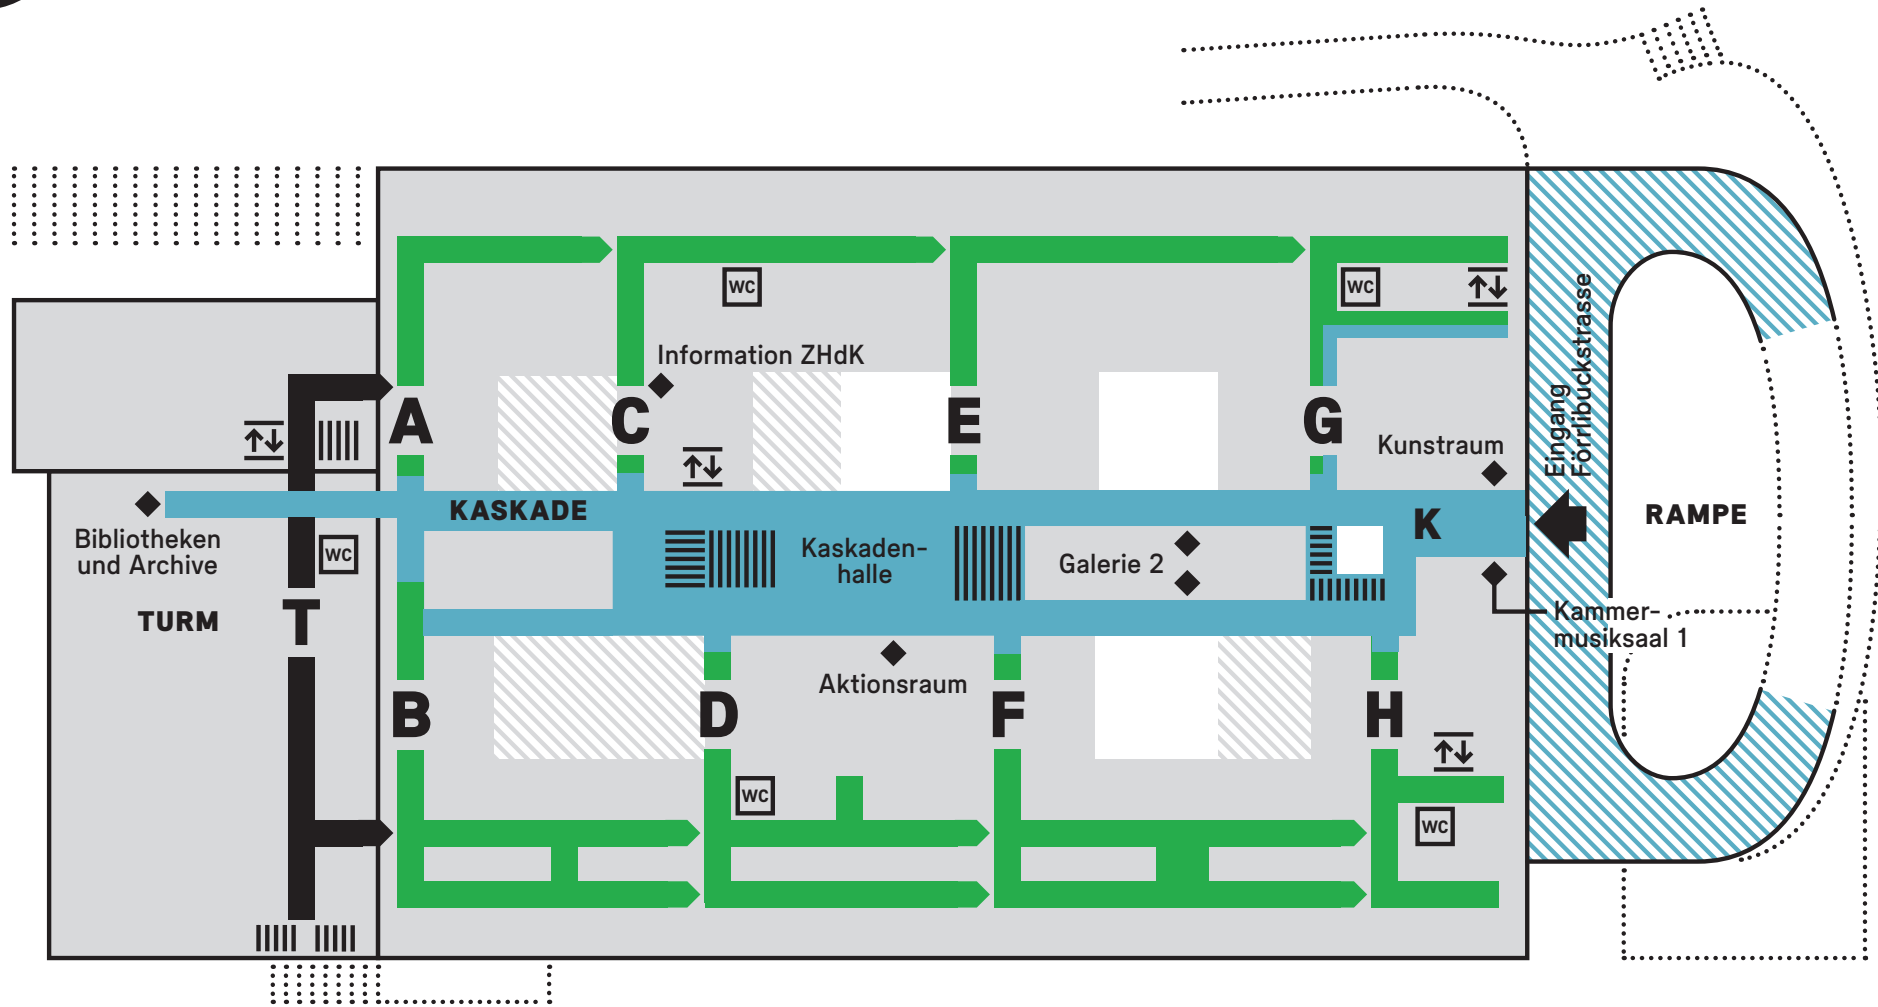 WC
WC
Information ZHdK
Eingang
Förrlibuckstrasse
A
C
E
G
Kunstraum
KASKADE
K
RAMPE
Bibliotheken
und Archive
WC
Kaskaden-
halle
Galerie 2
TURM
T
Kammer-
musiksaal 1
Aktionsraum
B
D
F
H
WC
WC